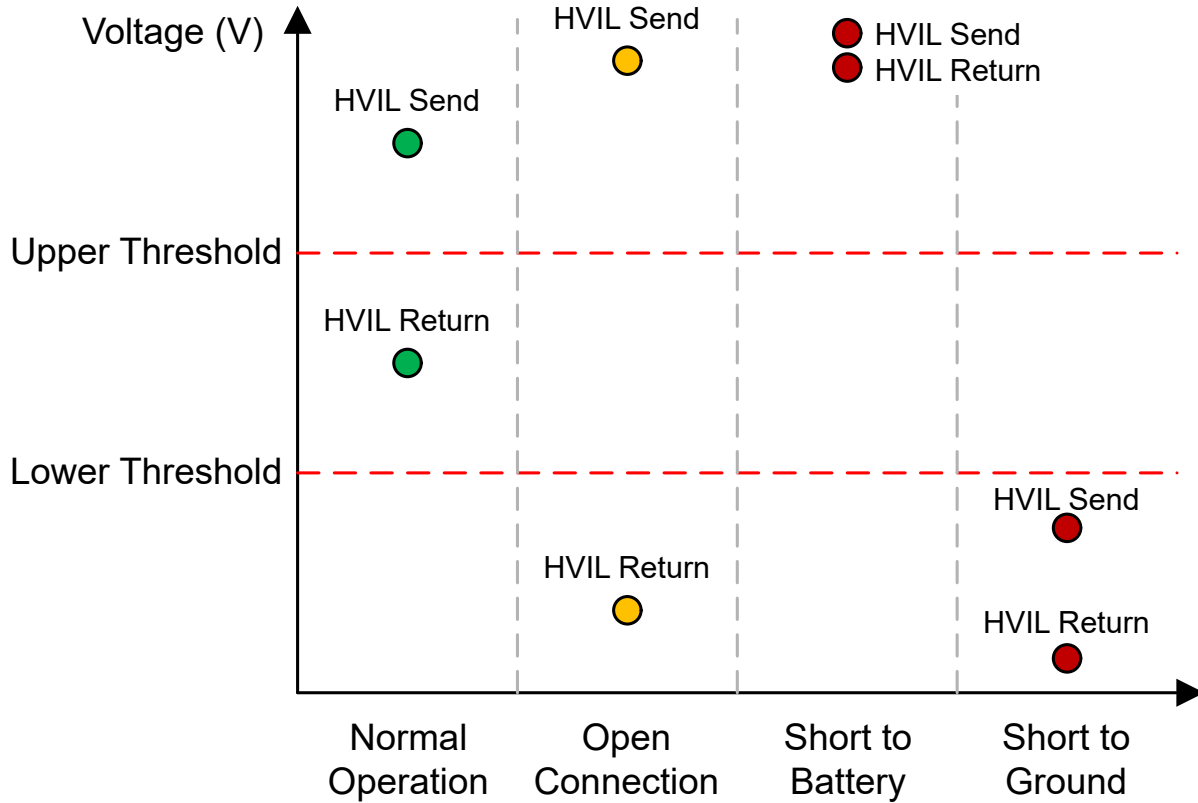 Voltage (V)
HVIL Send
HVIL Send
HVIL Return
HVIL Send
Upper Threshold
HVIL Return
Lower Threshold
HVIL Send
HVIL Return
HVIL Return
Normal
Operation
Open
Connection
Short to
Battery
Short to
Ground